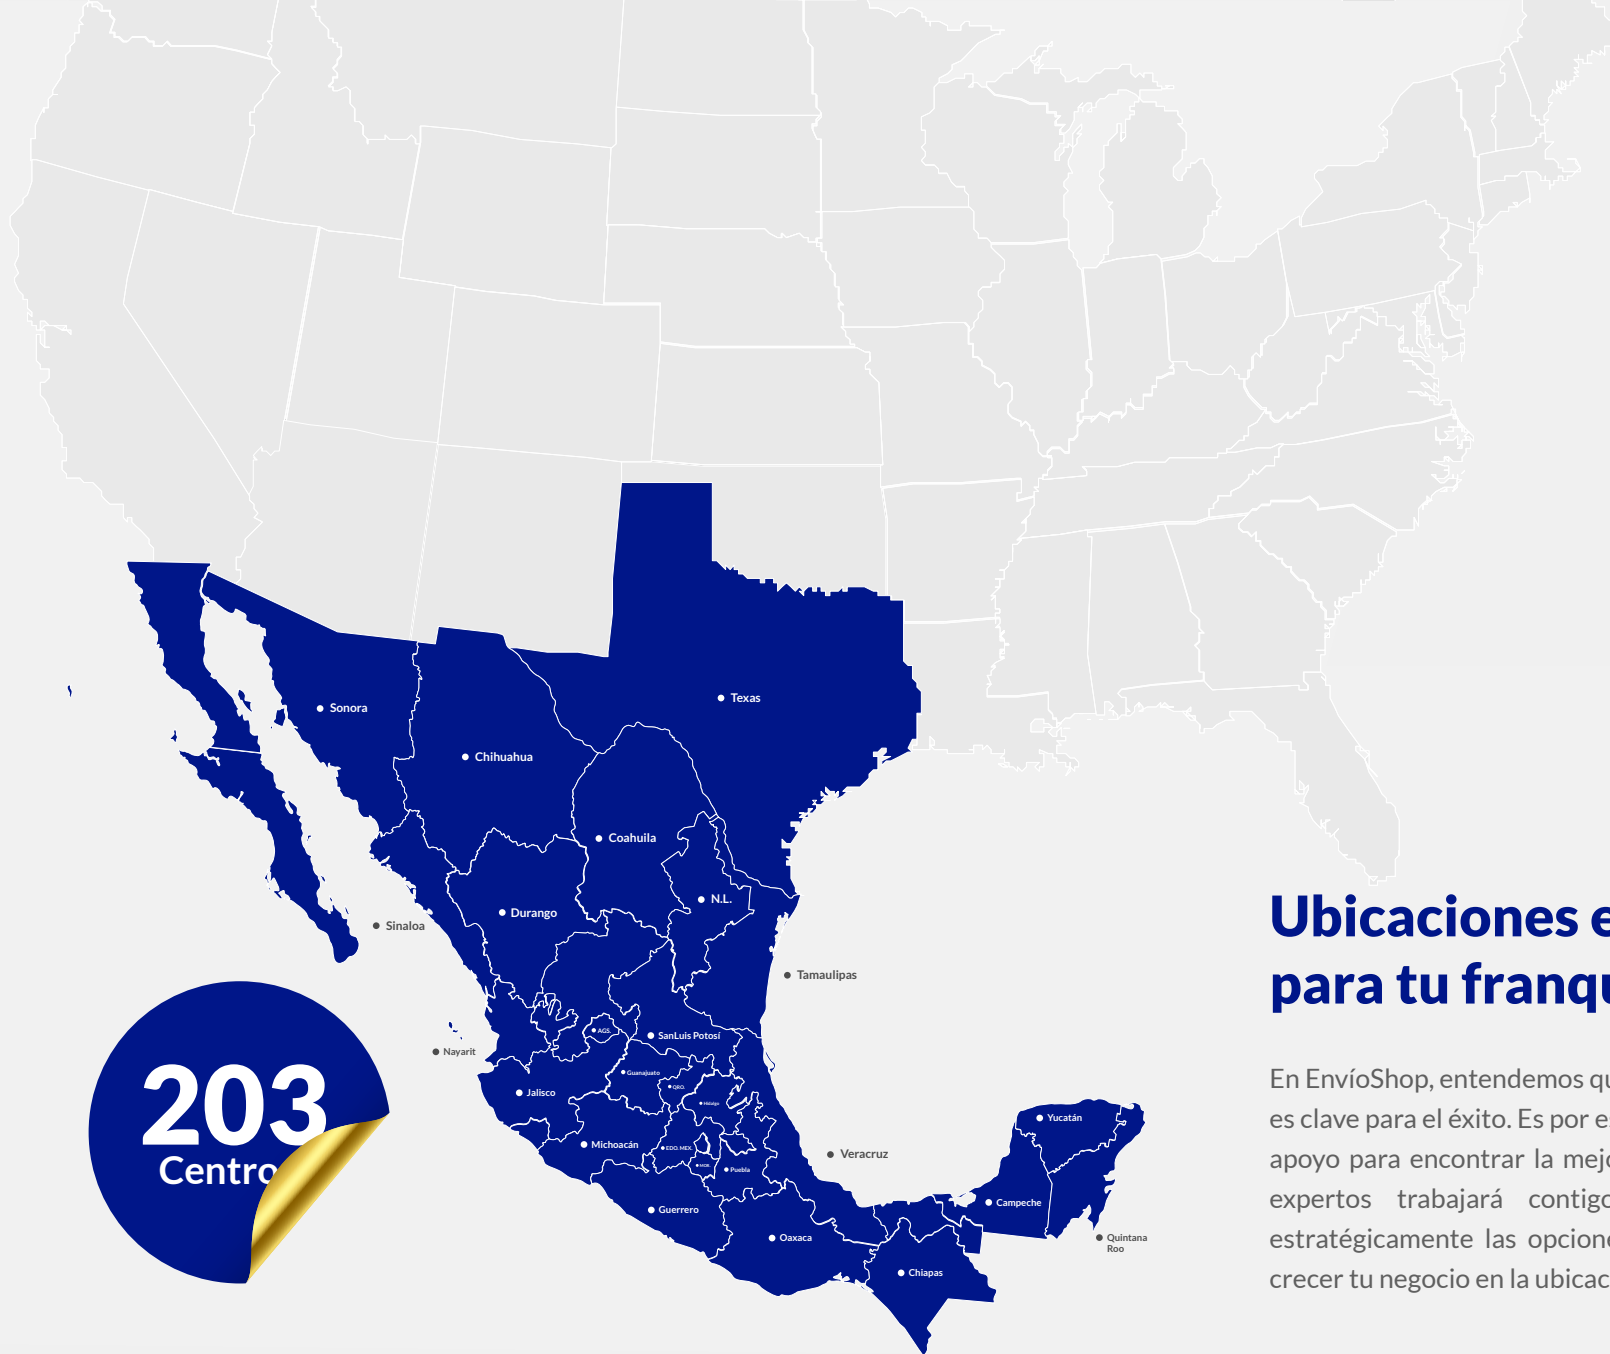 Texas
Sonora
Chihuahua
Coahuila
N.L.
Durango
Sinaloa
Tamaulipas
AGS.
SanLuis Potosí
Nayarit
Guanajuato
QRO.
Jalisco
Hidalgo
Yucatán
Michoacán
EDO. MEX.
Veracruz
MOR.
Puebla
Campeche
Guerrero
Oaxaca
Quintana
Roo
Chiapas
203
Centro
Ubicaciones e
para tu franqu
En EnvíoShop, entendemos qu
es clave para el éxito. Es por es
apoyo para encontrar la mejo
expertos trabajará contigo
estratégicamente las opcione
crecer tu negocio en la ubicac